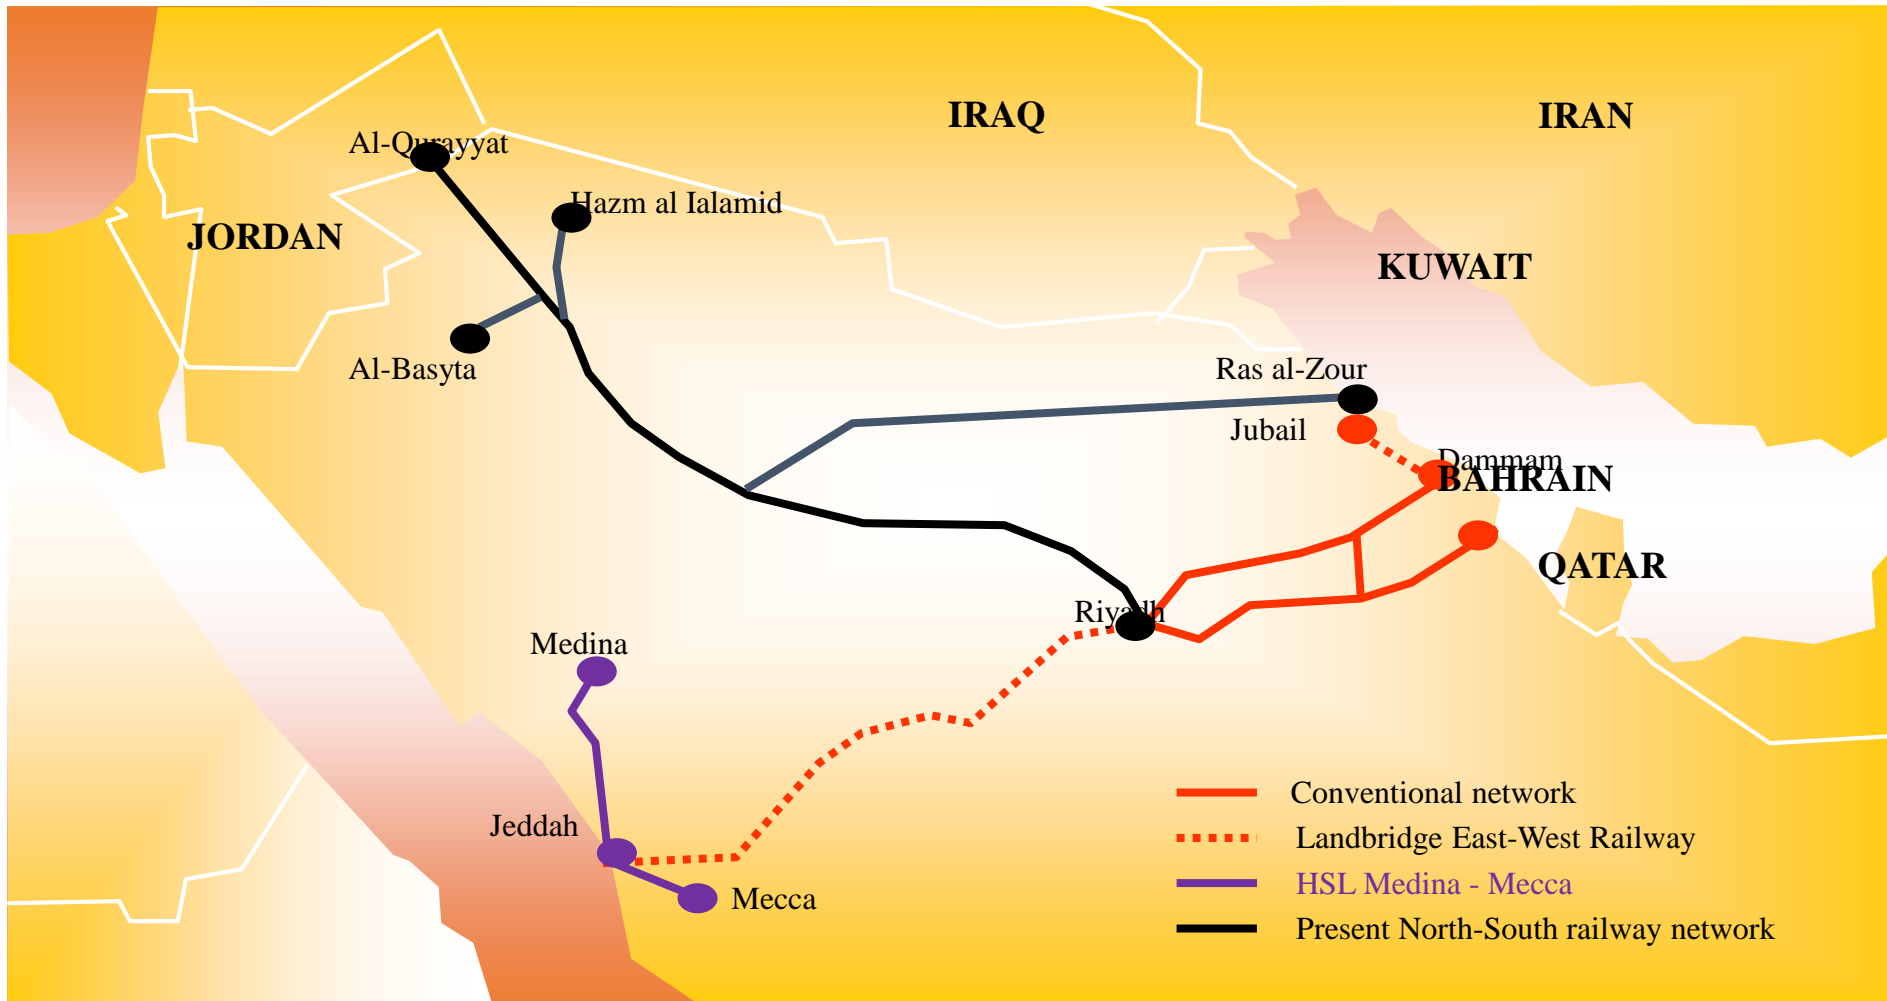 IRAQ
IRAN
Al-Qurayyat
Hazm al Ialamid
JORDAN
KUWAIT
Al-Basyta
Ras al-Zour
Jubail
Dammam
BAHRAIN
QATAR
Riyadh
Medina
Jeddah
Mecca
Conventional network
Landbridge East-West Railway
HSL Medina - Mecca
Present North-South railway network